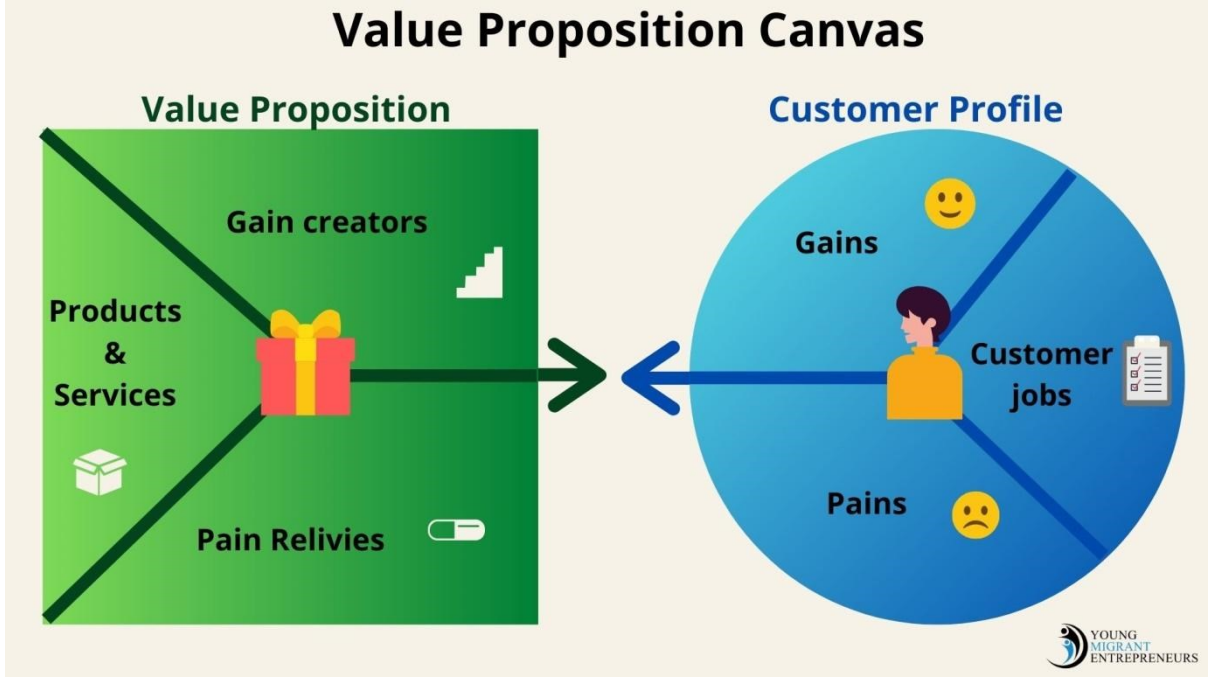 Value Proposition Canvas
Value Proposition
Customer Profile
Gain creators
Products
&
Services
Pain Relivies
Gains
Customer
jobs
Pains
YOUNG
MIGRANT
ENTREPRENEURS